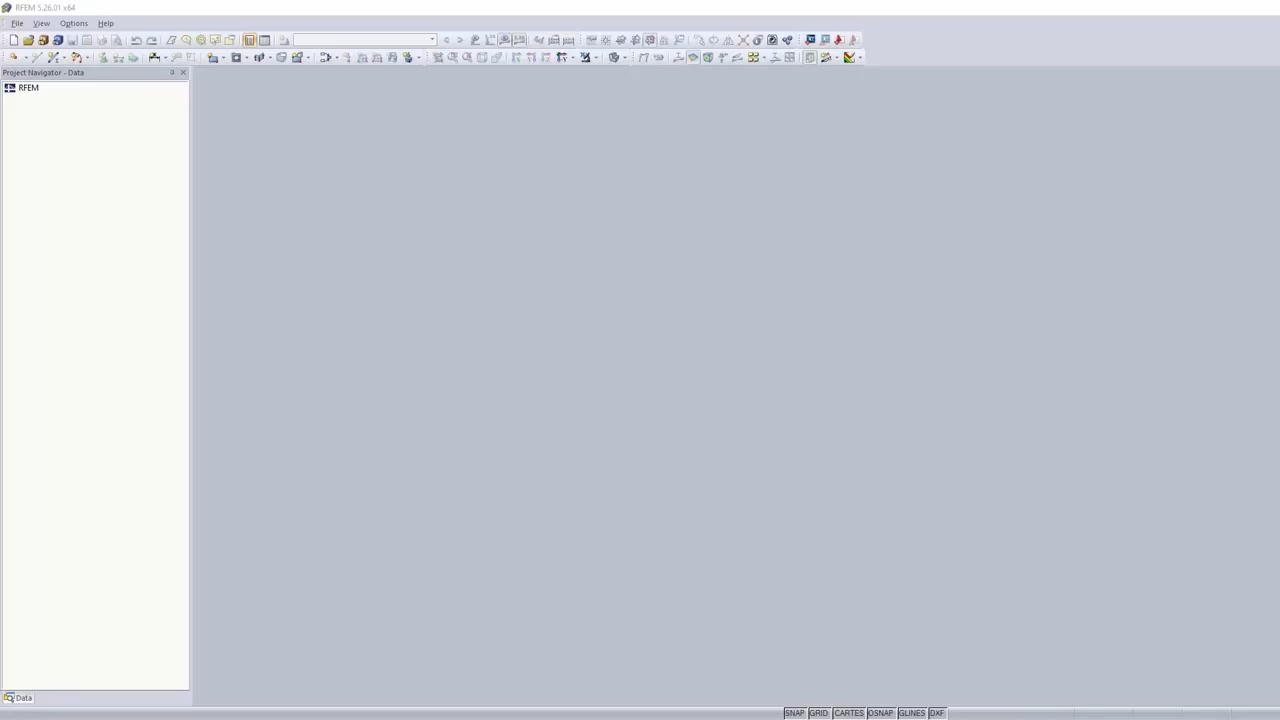 RFEM 5.26.01 x64
File View Options Help
Project Navigator - Data
RFEM
Data
SNAP GRID CARTES OSNAP GLINES DXF